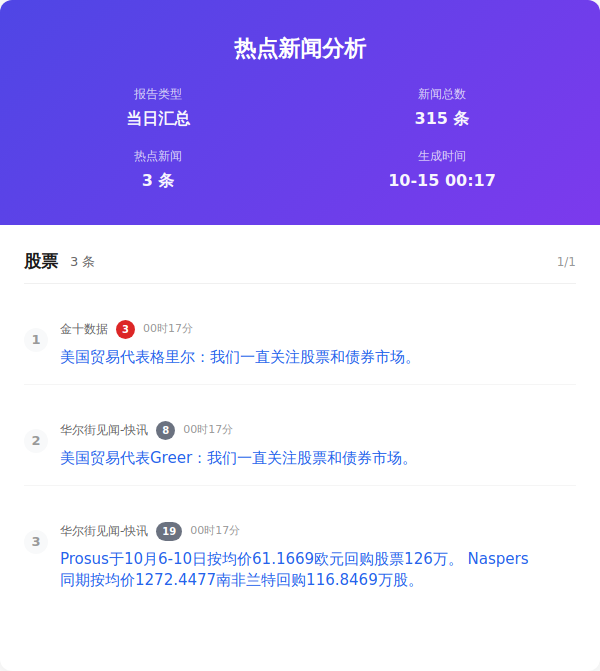 热点新闻分析
报告类型
新闻总数
当日汇总
315 条
热点新闻
生成时间
3 条
10-15 00:17
股票 3 条 1/1
1
金十数据 3 00时17分
美国贸易代表格里尔：我们一直关注股票和债券市场。
2
华尔街见闻-快讯 8 00时17分
美国贸易代表Greer：我们一直关注股票和债券市场。
3
华尔街见闻-快讯 19 00时17分
Prosus于10月6-10日按均价61.1669欧元回购股票126万。 Naspers
同期按均价1272.4477南非兰特回购116.8469万股。